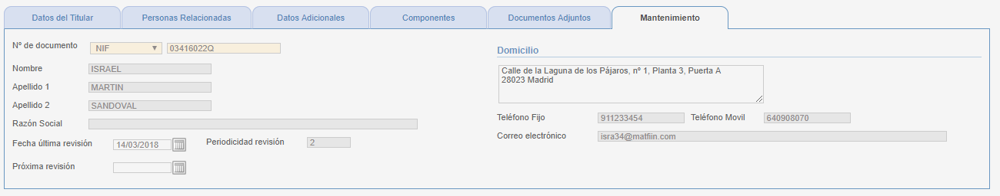 Datos del Titular Personas Relacionadas Datos Adicionales Componentes Documentos Adjuntos Mantenimiento
Nº de documento NIF 03416022Q
Nombre ISRAEL
Apellido 1 MARTIN
Apellido 2 SANDOVAL
Razón Social
Fecha última revisión 14/03/2018 Periodicidad revisión 2
Próxima revisión
Domicilio
Calle de la Laguna de los Pájaros, nº 1, Planta 3, Puerta A
28023 Madrid
Teléfono Fijo 911233454 Teléfono Movil 640908070
Correo electrónico isra34@matfiin.com